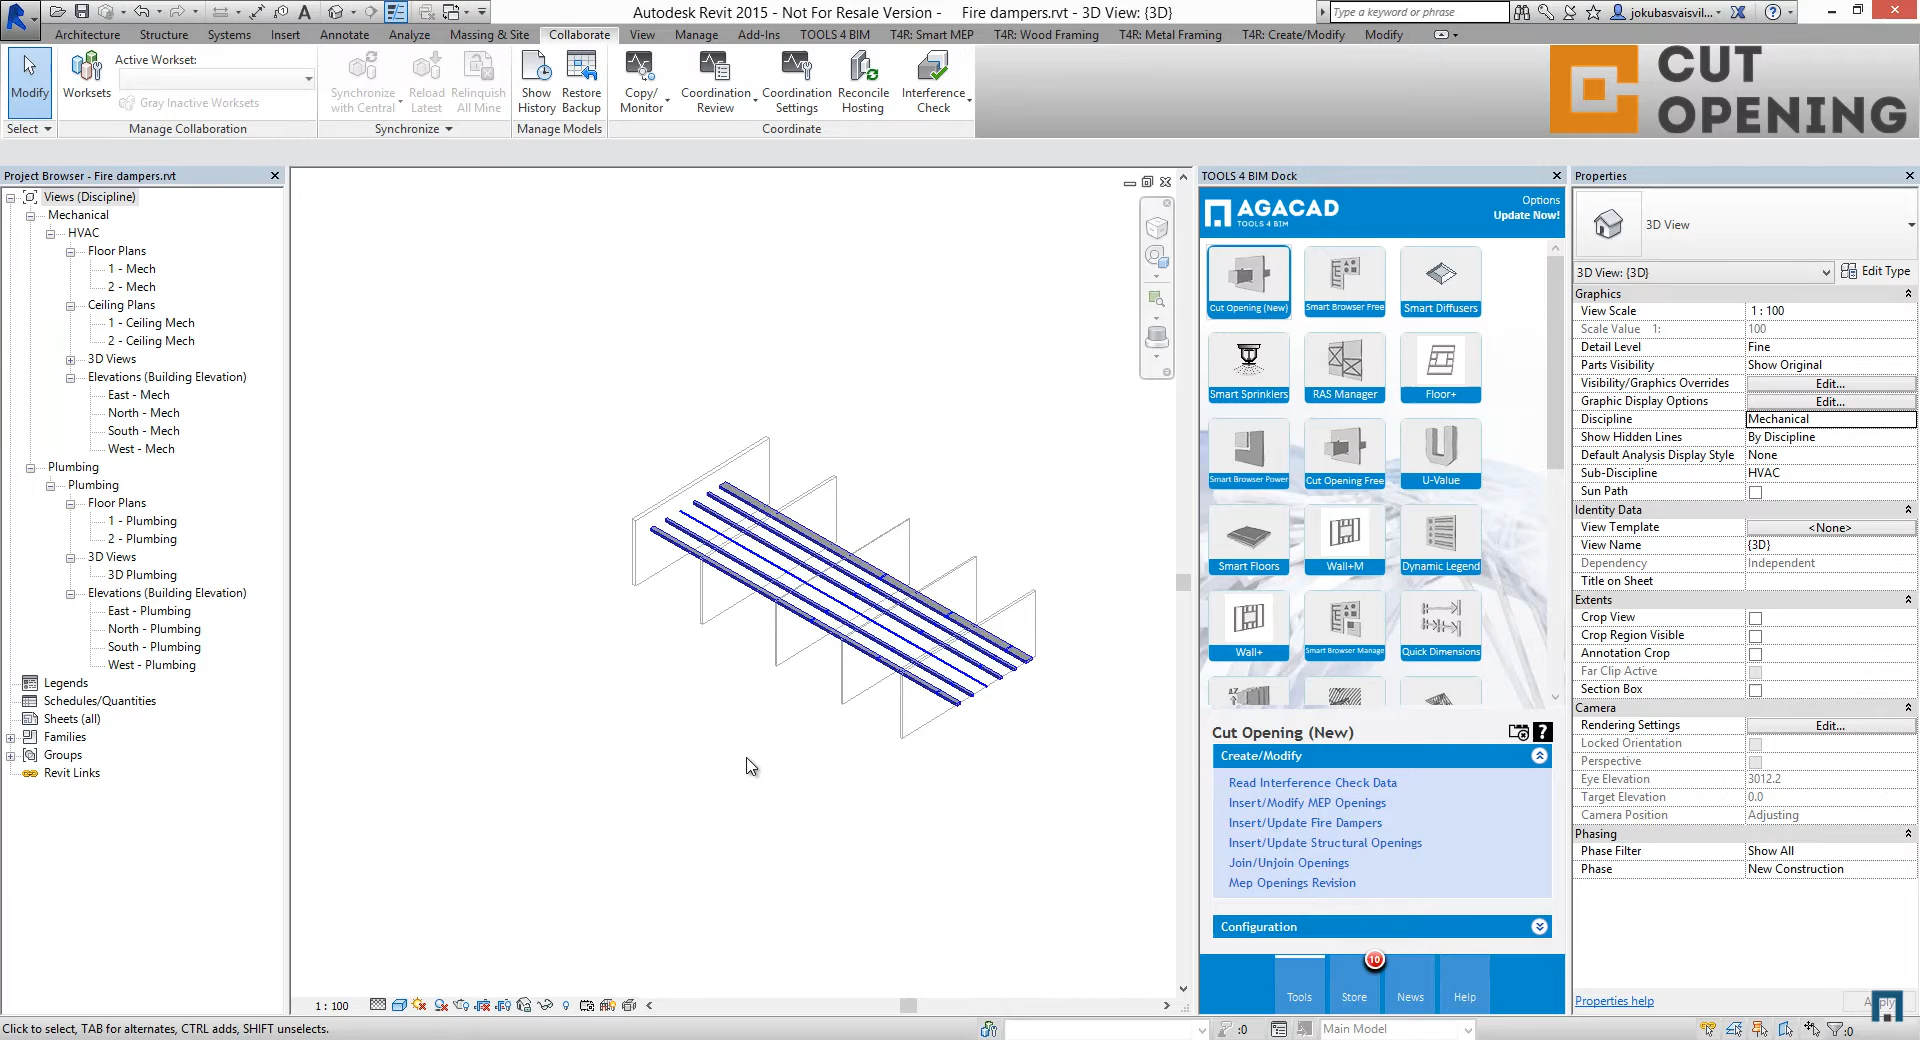 Autodesk Revit 2015 - Not For Resale Version - Fire dampers.rvt - 3D View: {3D}
Type a keyword or phrase
jokubasvaisvil...
Architecture Structure Systems Insert Annotate Analyze Massing & Site Collaborate View Manage Add-Ins TOOLS 4 BIM T4R: Smart MEP T4R: Wood Framing T4R: Metal Framing T4R: Create/Modify Modify
Modify
Worksets
Active Workset:
Gray Inactive Worksets
Synchronize with Central
Reload Latest
Relinquish All Mine
Show History
Restore Backup
Copy/ Monitor
Coordination Review
Coordination Settings
Reconcile Hosting
Interference Check
Select
Manage Collaboration
Synchronize
Manage Models
Coordinate
CUT
OPENING
Project Browser - Fire dampers.rvt
Views (Discipline)
Mechanical
HVAC
Floor Plans
1 - Mech
2 - Mech
Ceiling Plans
1 - Ceiling Mech
2 - Ceiling Mech
3D Views
Elevations (Building Elevation)
East - Mech
North - Mech
South - Mech
West - Mech
Plumbing
Plumbing
Floor Plans
1 - Plumbing
2 - Plumbing
3D Views
3D Plumbing
Elevations (Building Elevation)
East - Plumbing
North - Plumbing
South - Plumbing
West - Plumbing
Legends
Schedules/Quantities
Sheets (all)
Families
Groups
Revit Links
1 : 100
TOOLS 4 BIM Dock
AGACAD
TOOLS 4 BIM
Options
Update Now!
Cut Opening (New) Smart Browser Free Smart Diffusers
Smart Sprinklers RAS Manager Floor+
Smart Browser Power Cut Opening Free U-Value
Smart Floors Wall+M Dynamic Legend
Wall+ Smart Browser Manage Quick Dimensions
Cut Opening (New)
Create/Modify
Read Interference Check Data
Insert/Modify MEP Openings
Insert/Update Fire Dampers
Insert/Update Structural Openings
Join/Unjoin Openings
Mep Openings Revision
Configuration
10
Tools Store News Help
Properties
3D View
3D View: {3D}
Edit Type
Graphics
View Scale 1 : 100
Scale Value 1: 100
Detail Level Fine
Parts Visibility Show Original
Visibility/Graphics Overrides Edit...
Graphic Display Options Edit...
Discipline Mechanical
Show Hidden Lines By Discipline
Default Analysis Display Style None
Sub-Discipline HVAC
Sun Path
Identity Data
View Template <None>
View Name {3D}
Dependency Independent
Title on Sheet
Extents
Crop View
Crop Region Visible
Annotation Crop
Far Clip Active
Section Box
Camera
Rendering Settings Edit...
Locked Orientation
Perspective
Eye Elevation 3012.2
Target Elevation 0.0
Camera Position Adjusting
Phasing
Phase Filter Show All
Phase New Construction
Properties help
Click to select, TAB for alternates, CTRL adds, SHIFT unselects.
:0
Main Model
:0